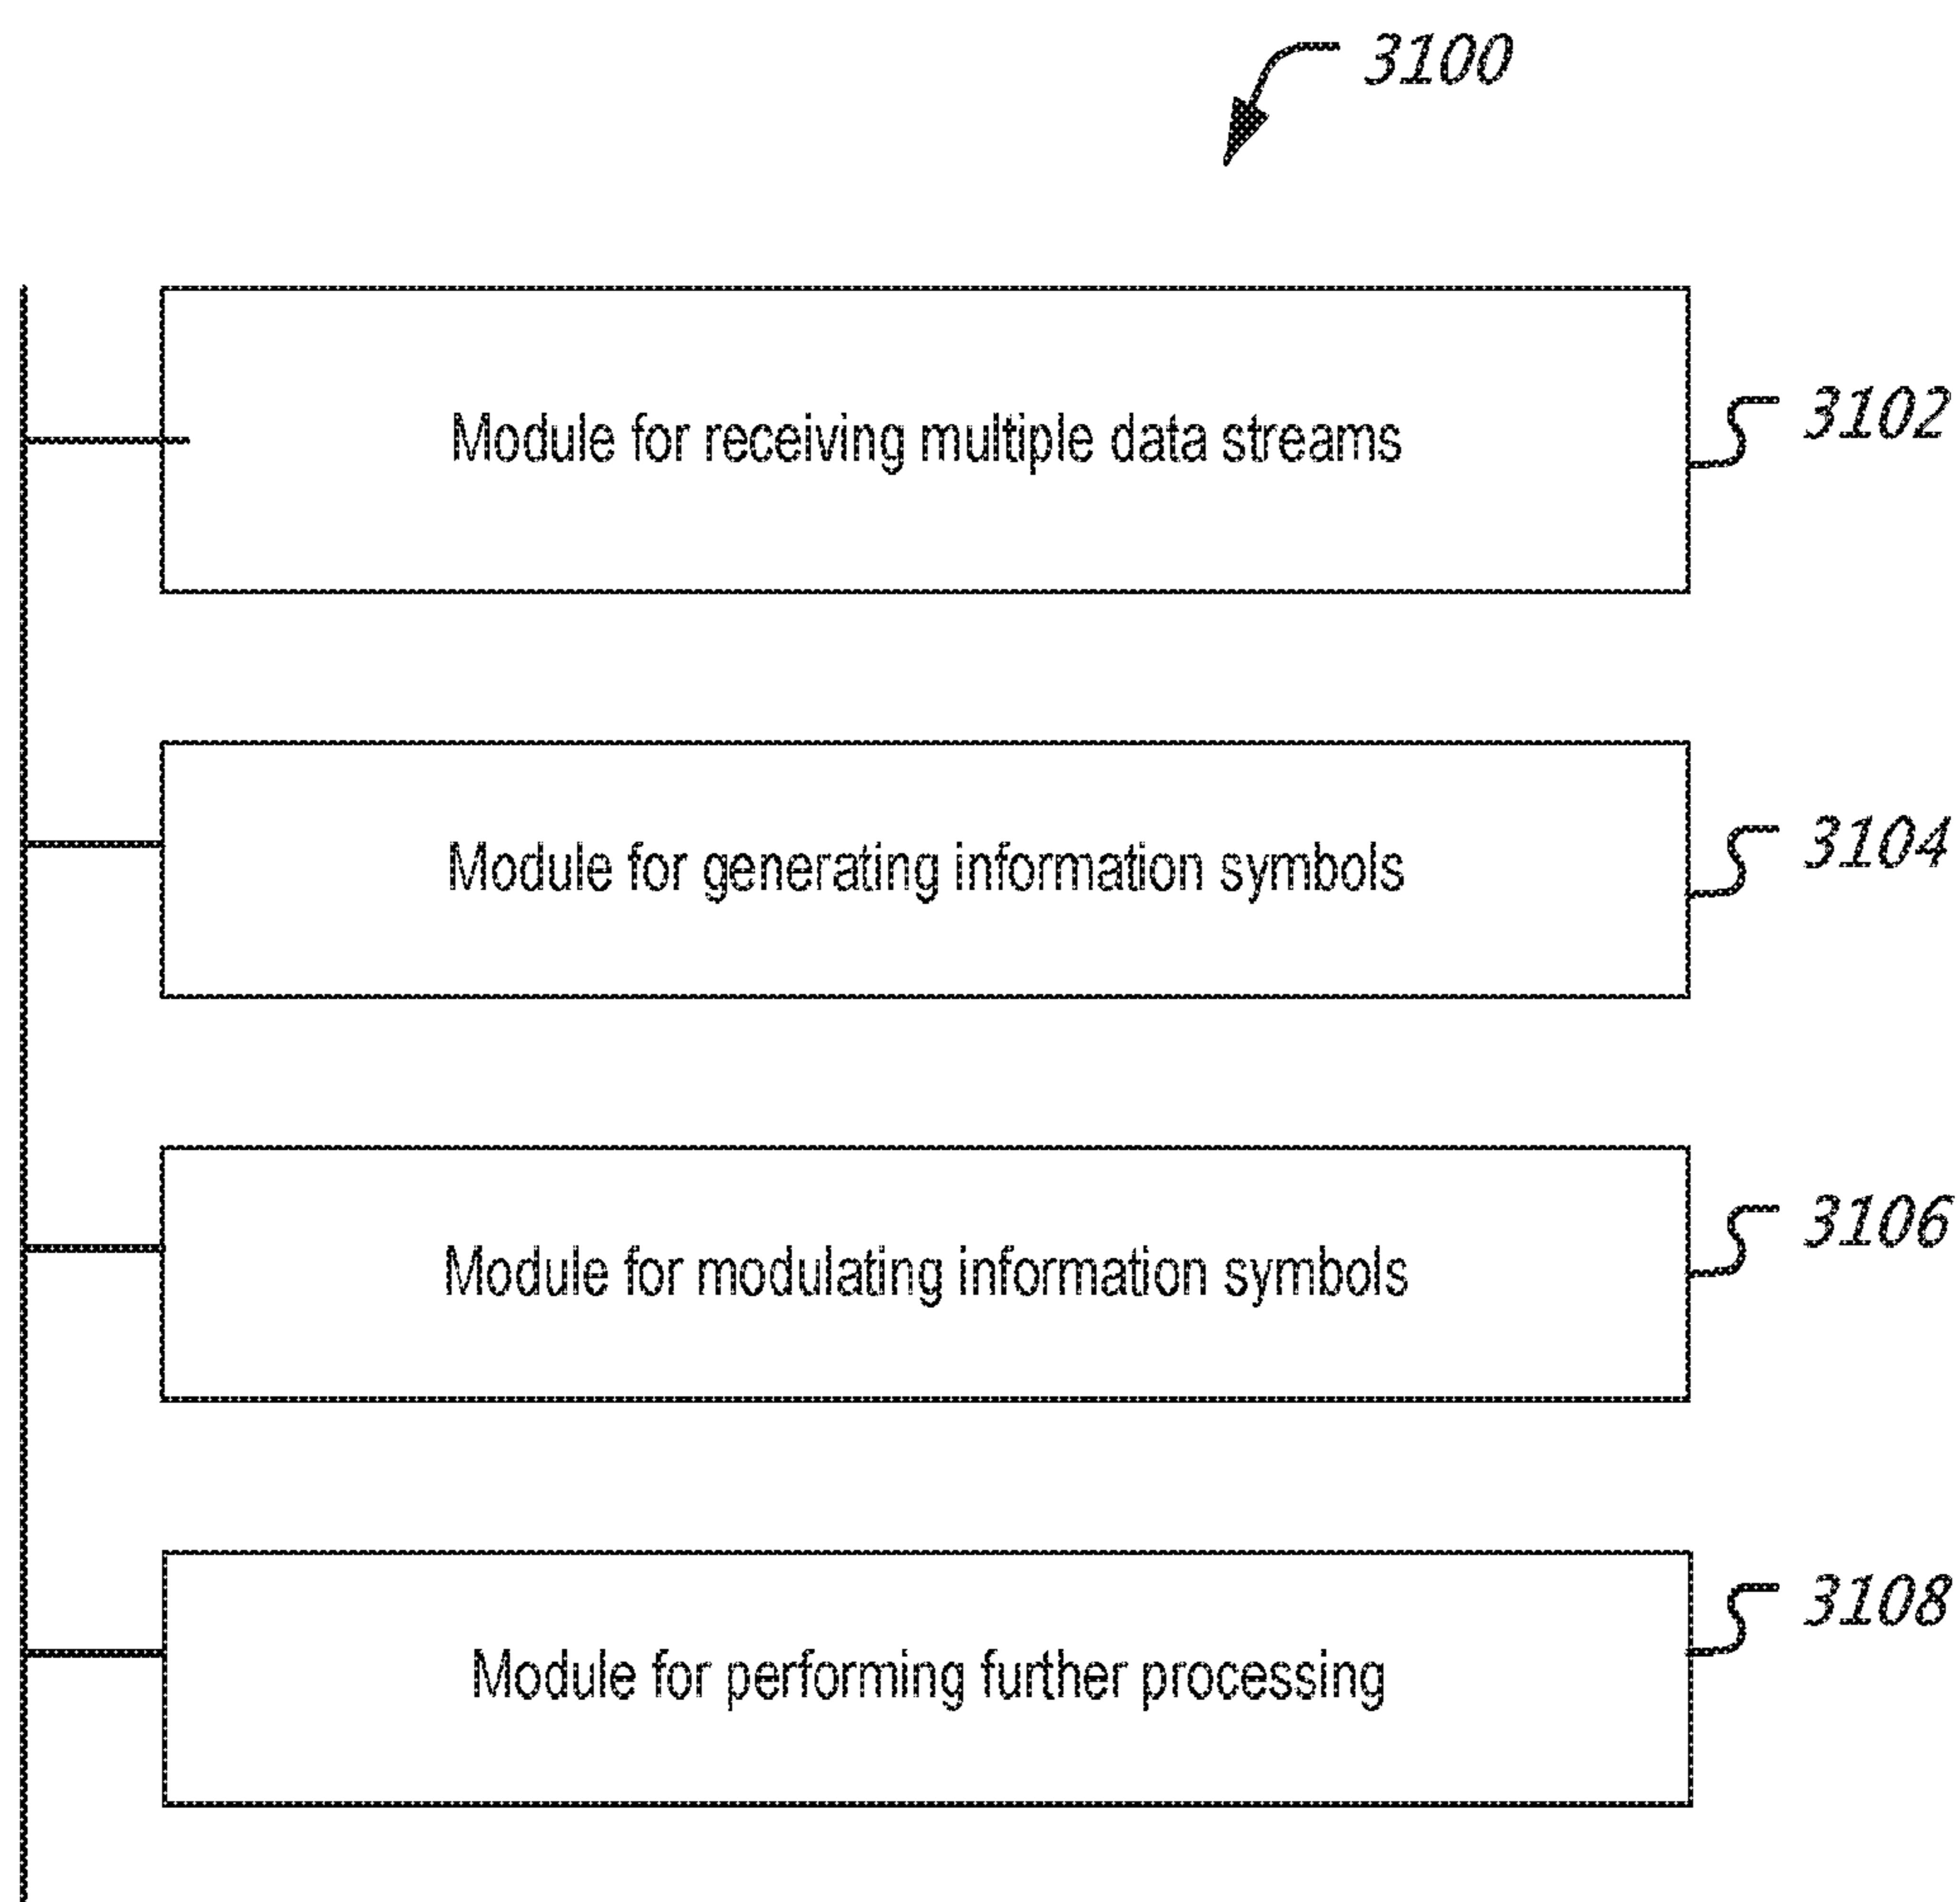 3100
Module for receiving multiple data streams
3102
Module for generating information symbols
3104
Module for modulating information symbols
3106
Module for performing further processing
3108